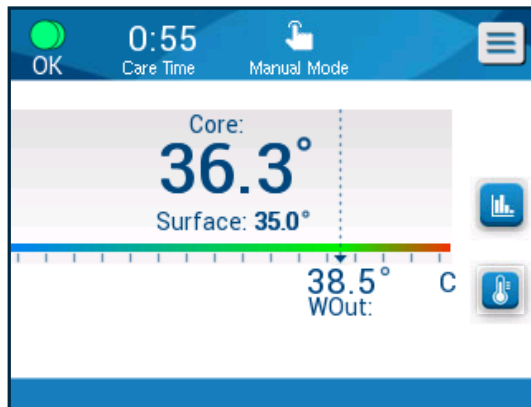 OK
0:55
Care Time
Manual Mode
Core:
36.3°
Surface: 35.0°
38.5° C
WOut: